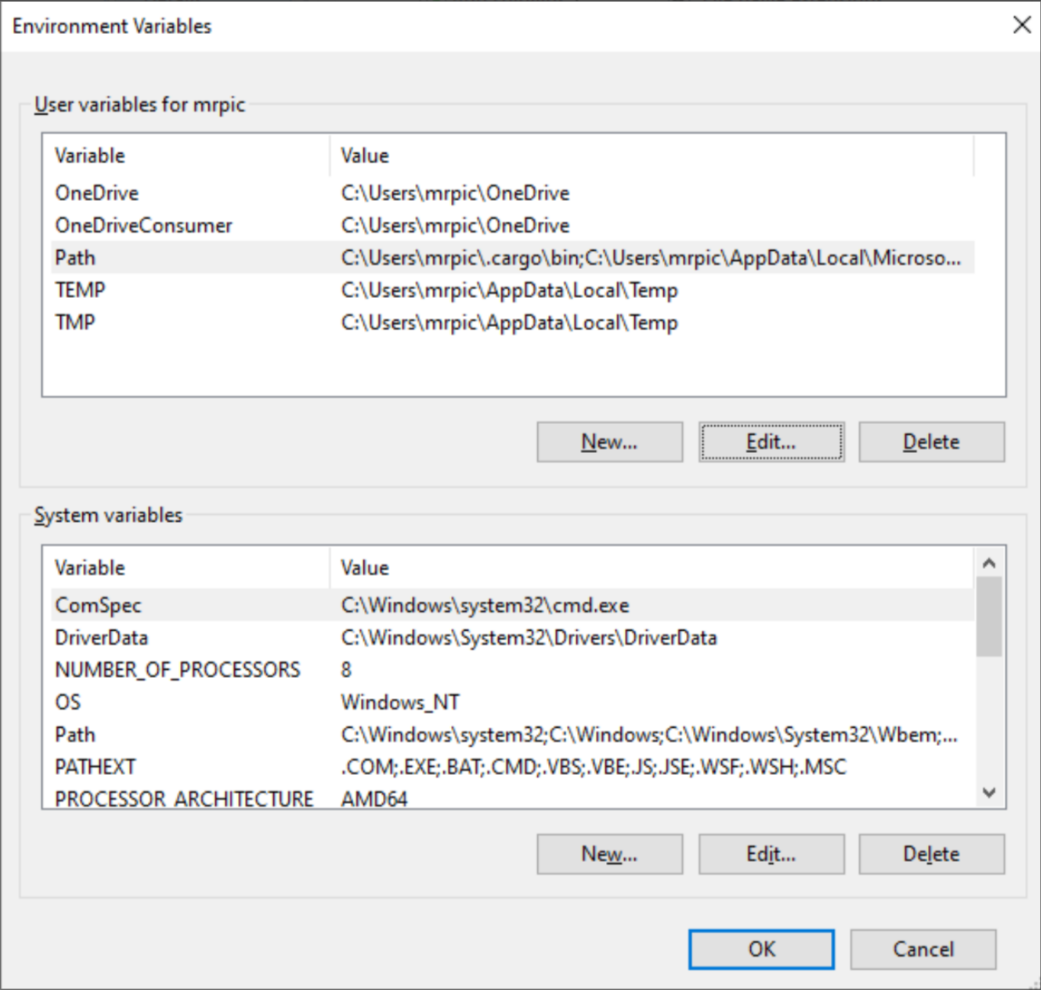 Environment Variables
User variables for mrpic
Variable Value
OneDrive C:\Users\mrpic\OneDrive
OneDriveConsumer C:\Users\mrpic\OneDrive
Path C:\Users\mrpic\.cargo\bin;C:\Users\mrpic\AppData\Local\Microso...
TEMP C:\Users\mrpic\AppData\Local\Temp
TMP C:\Users\mrpic\AppData\Local\Temp
New... Edit... Delete
System variables
Variable Value
ComSpec C:\Windows\system32\cmd.exe
DriverData C:\Windows\System32\Drivers\DriverData
NUMBER_OF_PROCESSORS 8
OS Windows_NT
Path C:\Windows\system32;C:\Windows;C:\Windows\System32\Wbem;...
PATHEXT .COM;.EXE;.BAT;.CMD;.VBS;.VBE;.JS;.JSE;.WSF;.WSH;.MSC
PROCESSOR_ARCHITECTURE AMD64
New... Edit... Delete
OK Cancel